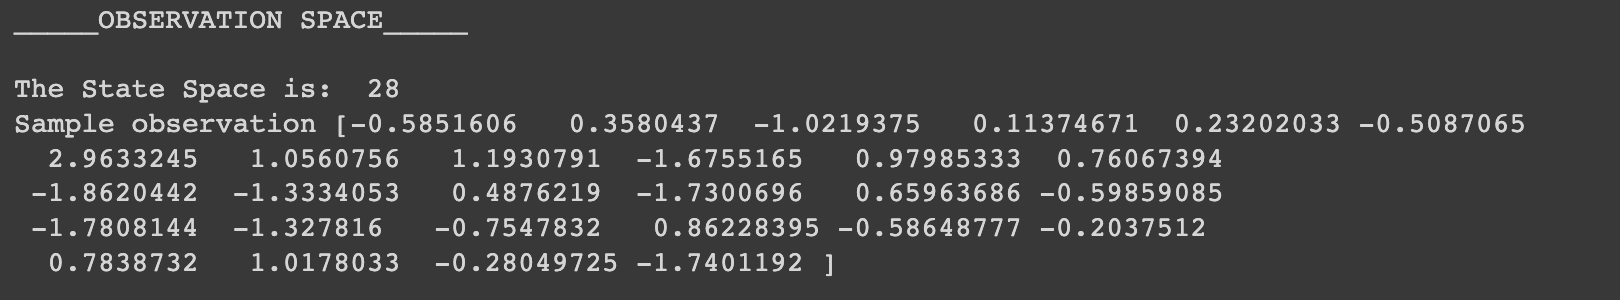 _____OBSERVATION SPACE_____
The State Space is:  28
Sample observation [-0.5851606   0.3580437  -1.0219375   0.11374671  0.23202033 -0.5087065
  2.9633245   1.0560756   1.1930791  -1.6755165   0.97985333  0.76067394
 -1.8620442  -1.3334053   0.4876219  -1.7300696   0.65963686 -0.59859085
 -1.7808144  -1.327816   -0.7547832   0.86228395 -0.58648777 -0.2037512
  0.7838732   1.0178033  -0.28049725 -1.7401192 ]